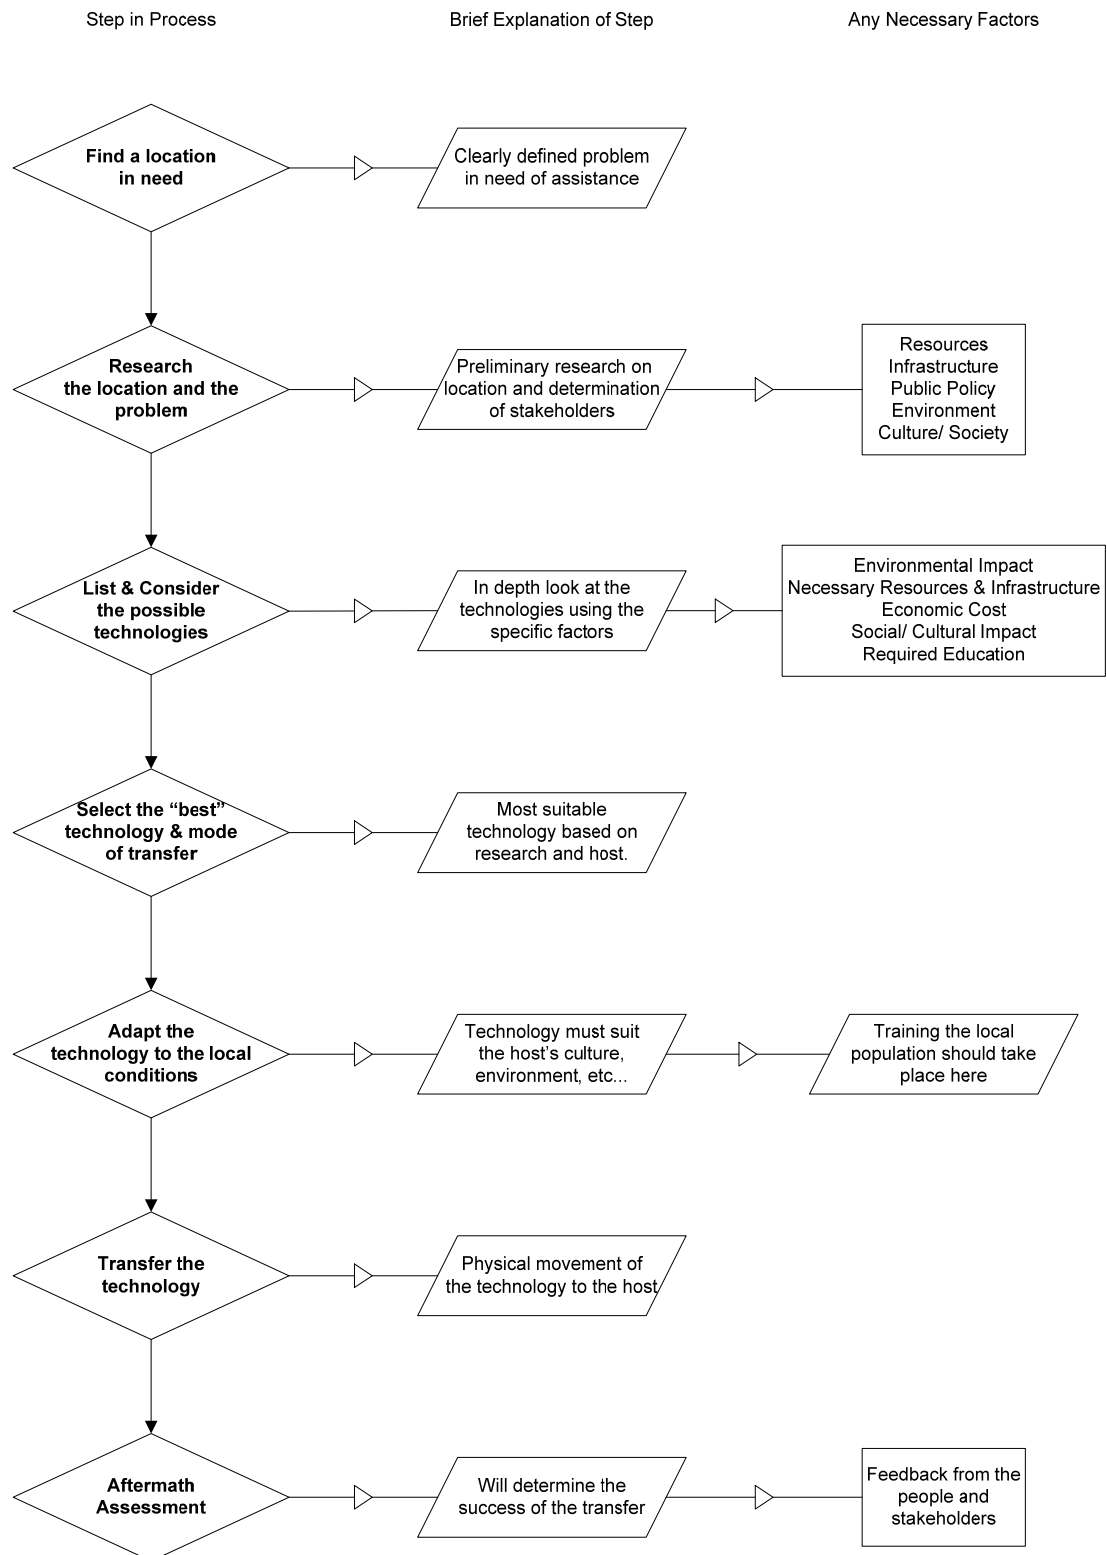 Step in Process
Brief Explanation of Step
Any Necessary Factors
Find a location
in need
Clearly defined problem
in need of assistance
Research
the location and the
problem
Preliminary research on
location and determination
of stakeholders
Resources
Infrastructure
Public Policy
Environment
Culture/ Society
List & Consider
the possible
technologies
In depth look at the
technologies using the
specific factors
Environmental Impact
Necessary Resources & Infrastructure
Economic Cost
Social/ Cultural Impact
Required Education
Select the “best”
technology & mode
of transfer
Most suitable
technology based on
research and host.
Adapt the
technology to the local
conditions
Technology must suit
the host’s culture,
environment, etc...
Training the local
population should take
place here
Transfer the
technology
Physical movement of
the technology to the host
Aftermath
Assessment
Will determine the
success of the transfer
Feedback from the
people and
stakeholders